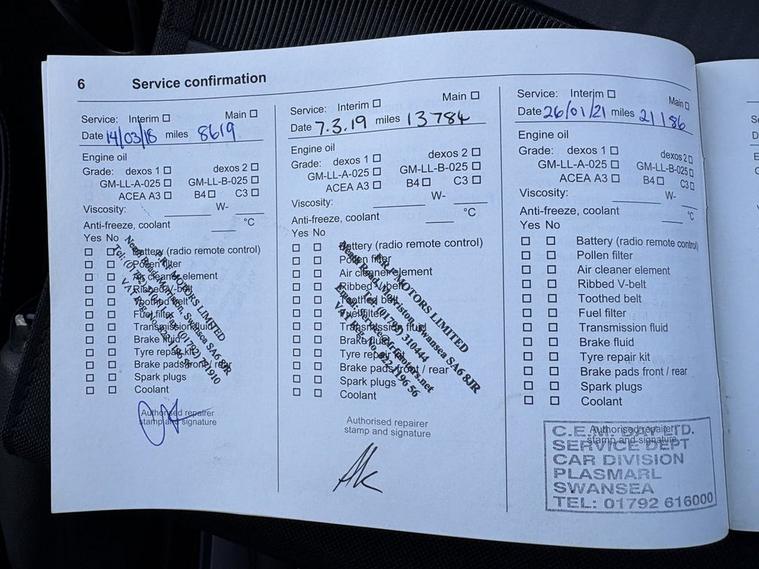 6 Service confirmation
Service: Interim Main
Date 14/03/18 miles 8619
Engine oil
Grade: dexos 1 dexos 2
GM-LL-A-025 GM-LL-B-025
ACEA A3 B4 C3
Viscosity: W-
Anti-freeze, coolant °C
Yes No
Battery (radio remote control)
Pollen filter
Air cleaner element
Ribbed V-belt
Toothed belt
Fuel filter
Transmission fluid
Brake fluid
Tyre repair kit
Brake pads front / rear
Spark plugs
Coolant
MOTORS LIMITED
Swansea SA6 8JR
Authorised repairer
stamp and signature
Service: Interim Main
Date 7.3.19 miles 13784
Engine oil
Grade: dexos 1 dexos 2
GM-LL-A-025 GM-LL-B-025
ACEA A3 B4 C3
Viscosity: W-
Anti-freeze, coolant °C
Yes No
Battery (radio remote control)
Pollen filter
Air cleaner element
Ribbed V-belt
Toothed belt
Fuel filter
Transmission fluid
Brake fluid
Tyre repair kit
Brake pads front / rear
Spark plugs
Coolant
MOTORS LIMITED
Swansea SA6 8JR
Tel: (01792) 310444
Authorised repairer
stamp and signature
Service: Interim Main
Date 26/01/21 miles 21186
Engine oil
Grade: dexos 1 dexos 2
GM-LL-A-025 GM-LL-B-025
ACEA A3 B4 C3
Viscosity: W-
Anti-freeze, coolant °C
Yes No
Battery (radio remote control)
Pollen filter
Air cleaner element
Ribbed V-belt
Toothed belt
Fuel filter
Transmission fluid
Brake fluid
Tyre repair kit
Brake pads front / rear
Spark plugs
Coolant
Authorised repairer
stamp and signature
C.E.M. DAY LTD.
SERVICE DEPT
CAR DIVISION
PLASMARL
SWANSEA
TEL: 01792 616000